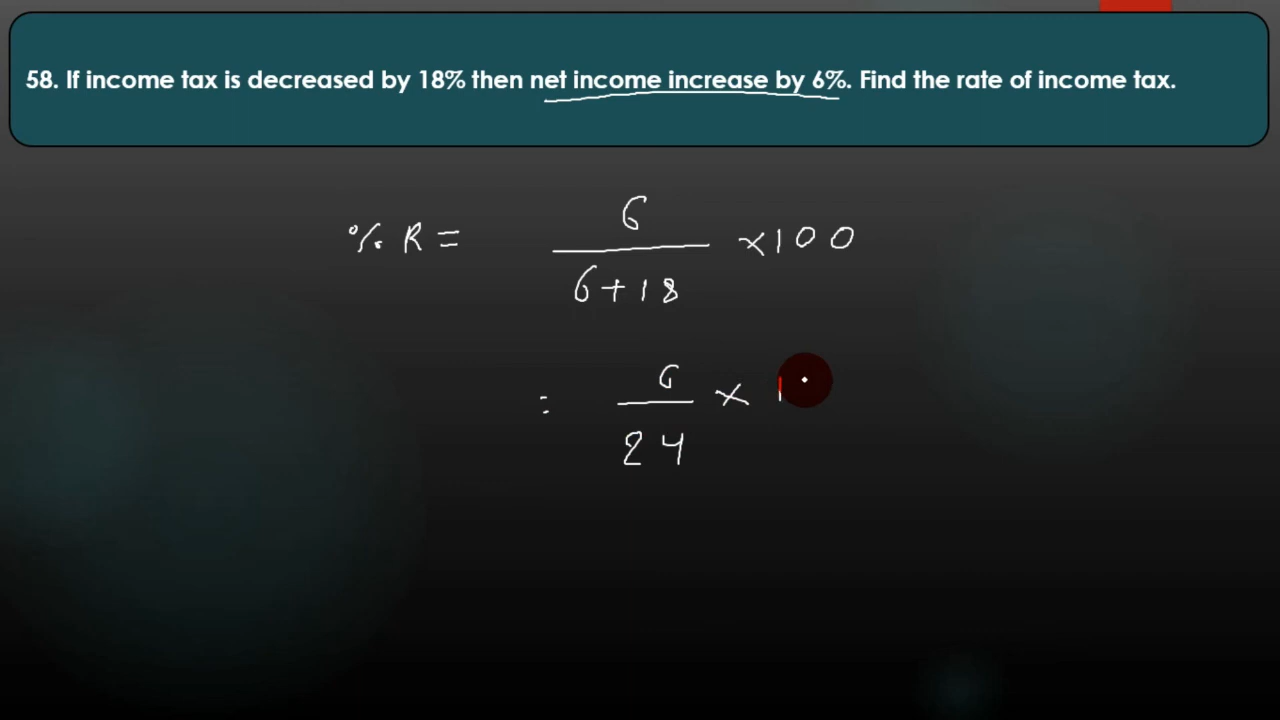 58. If income tax is decreased by 18% then net income increase by 6%. Find the rate of income tax.
% R = 6 / 6+18 ×100
= 6 / 24 × 1